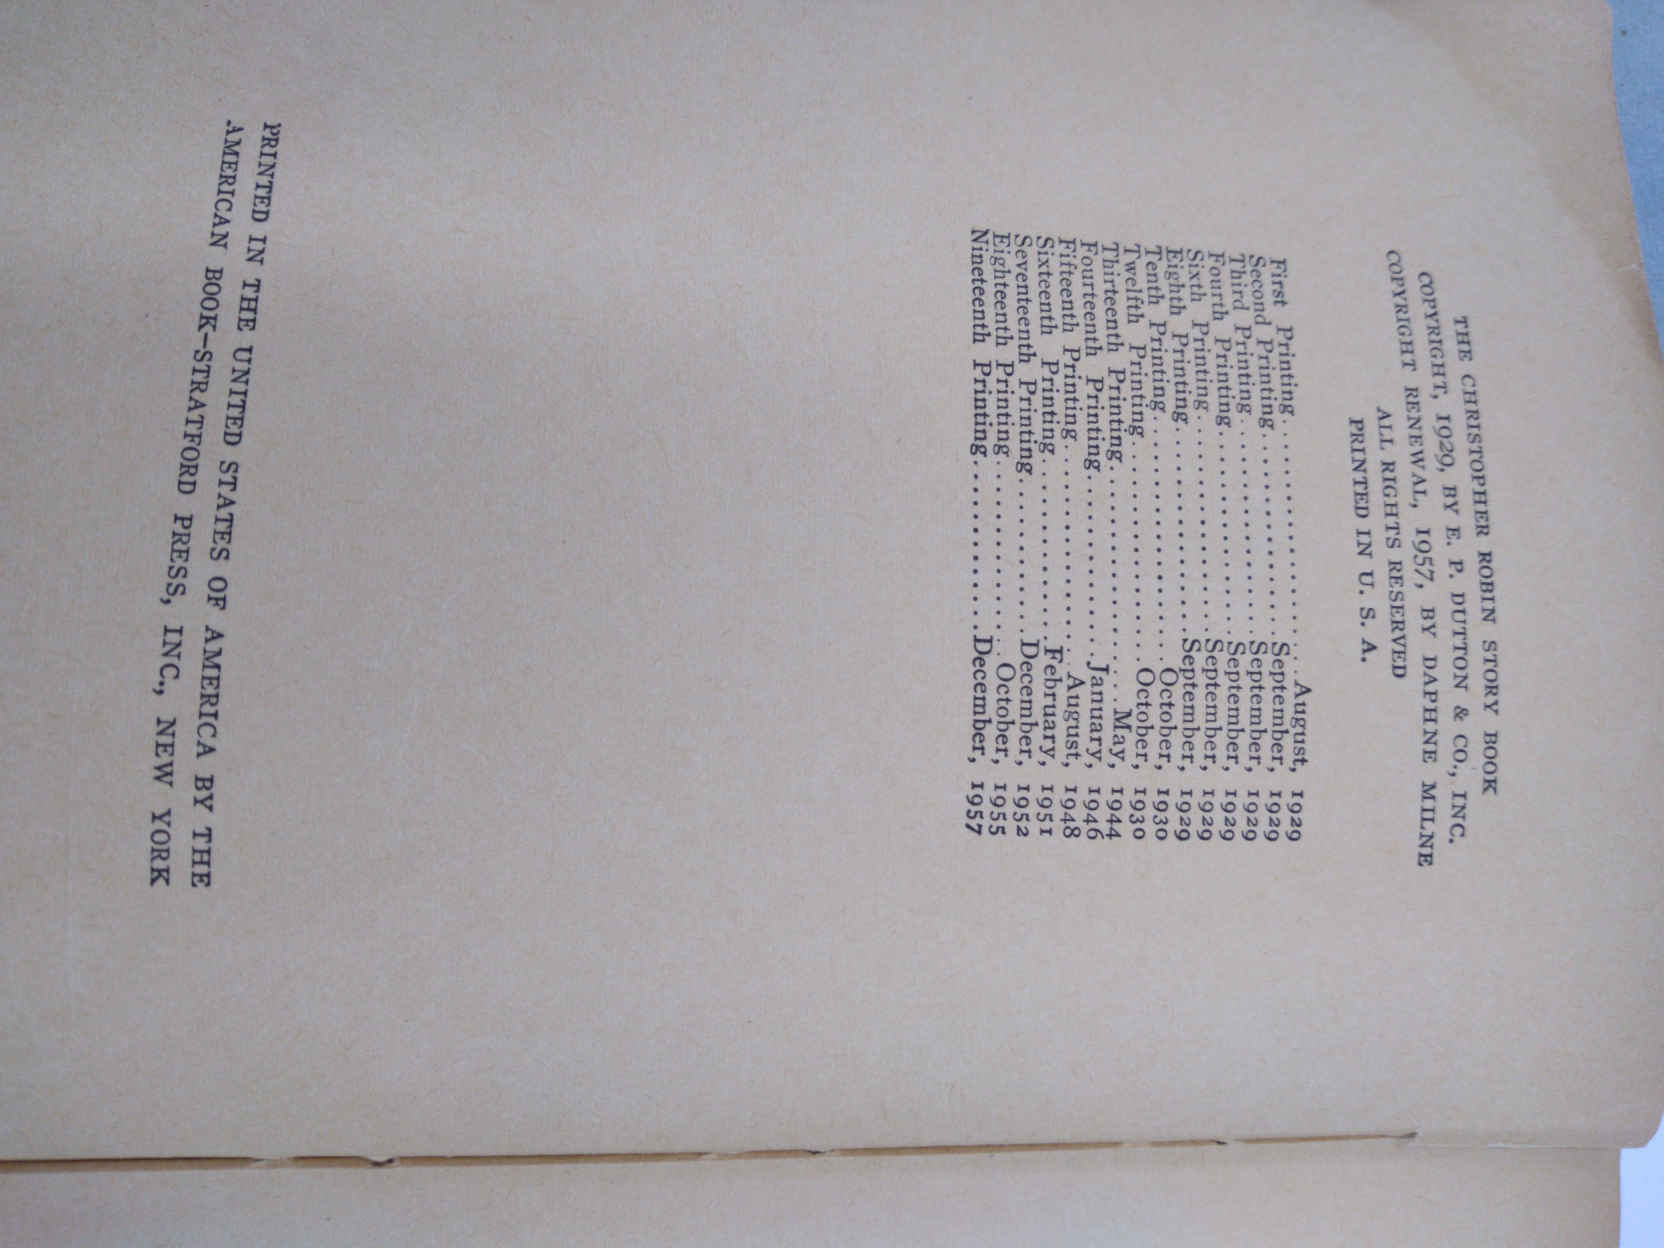 THE CHRISTOPHER ROBIN STORY BOOK
COPYRIGHT, 1929, BY E. P. DUTTON & CO., INC.
COPYRIGHT RENEWAL, 1957, BY DAPHNE MILNE
ALL RIGHTS RESERVED
PRINTED IN U. S. A.
First Printing....................August, 1929
Second Printing................September, 1929
Third Printing.................September, 1929
Fourth Printing................September, 1929
Sixth Printing.................September, 1929
Eighth Printing................September, 1929
Tenth Printing...................October, 1930
Twelfth Printing.................October, 1930
Thirteenth Printing..................May, 1944
Fourteenth Printing..............January, 1946
Fifteenth Printing................August, 1948
Sixteenth Printing..............February, 1951
Seventeenth Printing............December, 1952
Eighteenth Printing..............October, 1955
Nineteenth Printing.............December, 1957
PRINTED IN THE UNITED STATES OF AMERICA BY THE
AMERICAN BOOK–STRATFORD PRESS, INC., NEW YORK